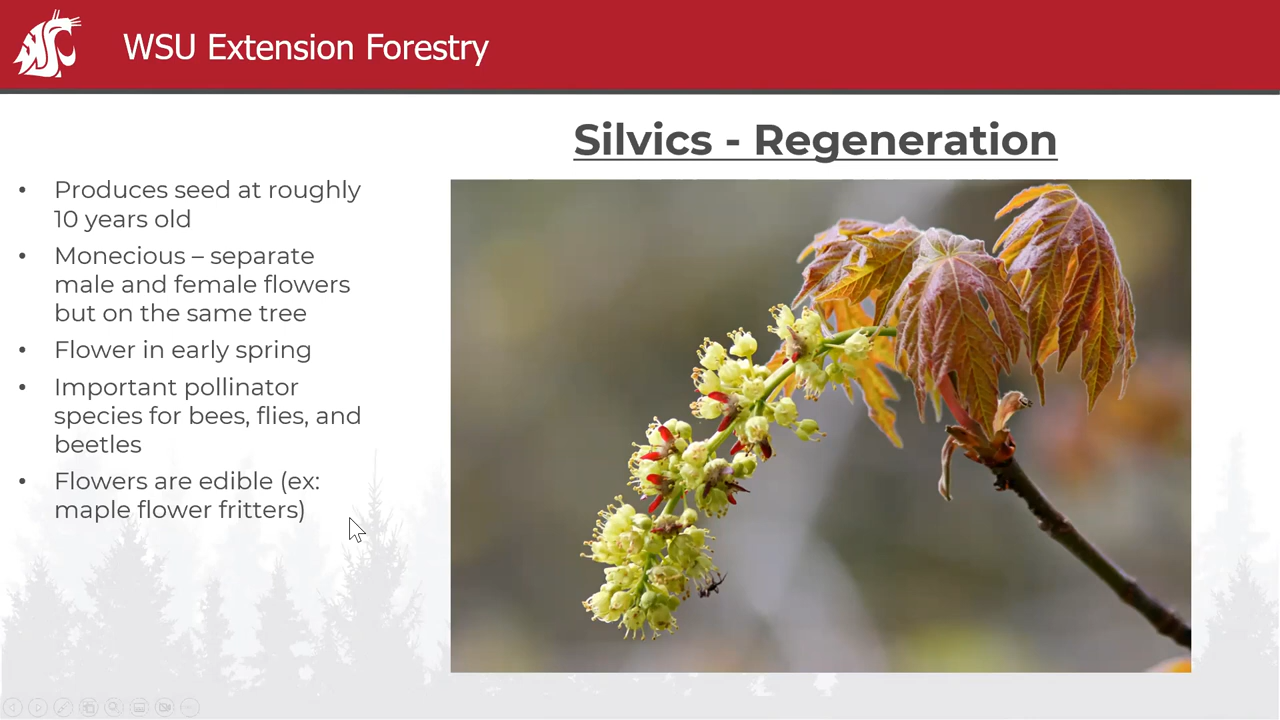 WSU Extension Forestry
Silvics - Regeneration
• Produces seed at roughly
10 years old
• Monecious – separate
male and female flowers
but on the same tree
• Flower in early spring
• Important pollinator
species for bees, flies, and
beetles
• Flowers are edible (ex:
maple flower fritters)